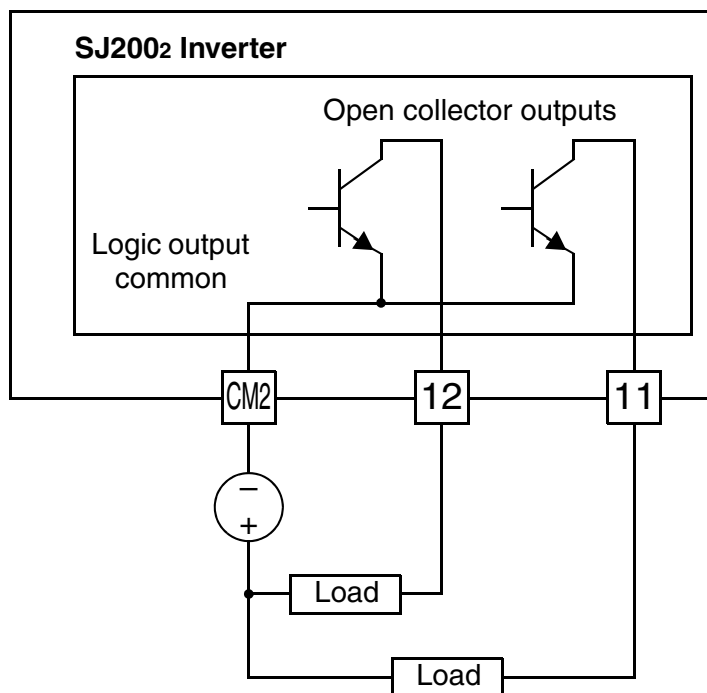 SJ2002 Inverter
Open collector outputs
Logic output
common
CM2
12
11
–
+
Load
Load